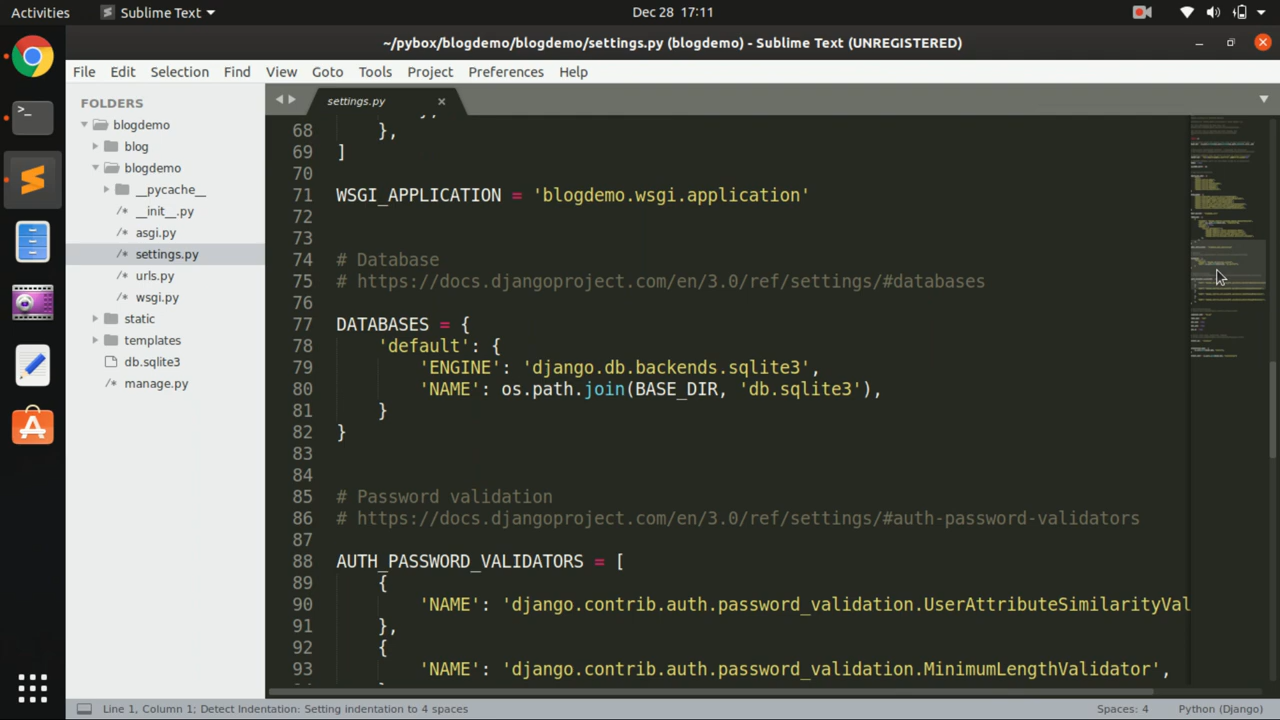 Activities
Sublime Text
Dec 28 17:11
~/pybox/blogdemo/blogdemo/settings.py (blogdemo) - Sublime Text (UNREGISTERED)
File Edit Selection Find View Goto Tools Project Preferences Help
FOLDERS
blogdemo
blog
blogdemo
__pycache__
/* __init__.py
/* asgi.py
/* settings.py
/* urls.py
/* wsgi.py
static
templates
db.sqlite3
/* manage.py
settings.py
68 },
69 ]
70
71 WSGI_APPLICATION = 'blogdemo.wsgi.application'
72
73
74 # Database
75 # https://docs.djangoproject.com/en/3.0/ref/settings/#databases
76
77 DATABASES = {
78 'default': {
79 'ENGINE': 'django.db.backends.sqlite3',
80 'NAME': os.path.join(BASE_DIR, 'db.sqlite3'),
81 }
82 }
83
84
85 # Password validation
86 # https://docs.djangoproject.com/en/3.0/ref/settings/#auth-password-validators
87
88 AUTH_PASSWORD_VALIDATORS = [
89 {
90 'NAME': 'django.contrib.auth.password_validation.UserAttributeSimilarityVal
91 },
92 {
93 'NAME': 'django.contrib.auth.password_validation.MinimumLengthValidator',
Line 1, Column 1; Detect Indentation: Setting indentation to 4 spaces
Spaces: 4
Python (Django)